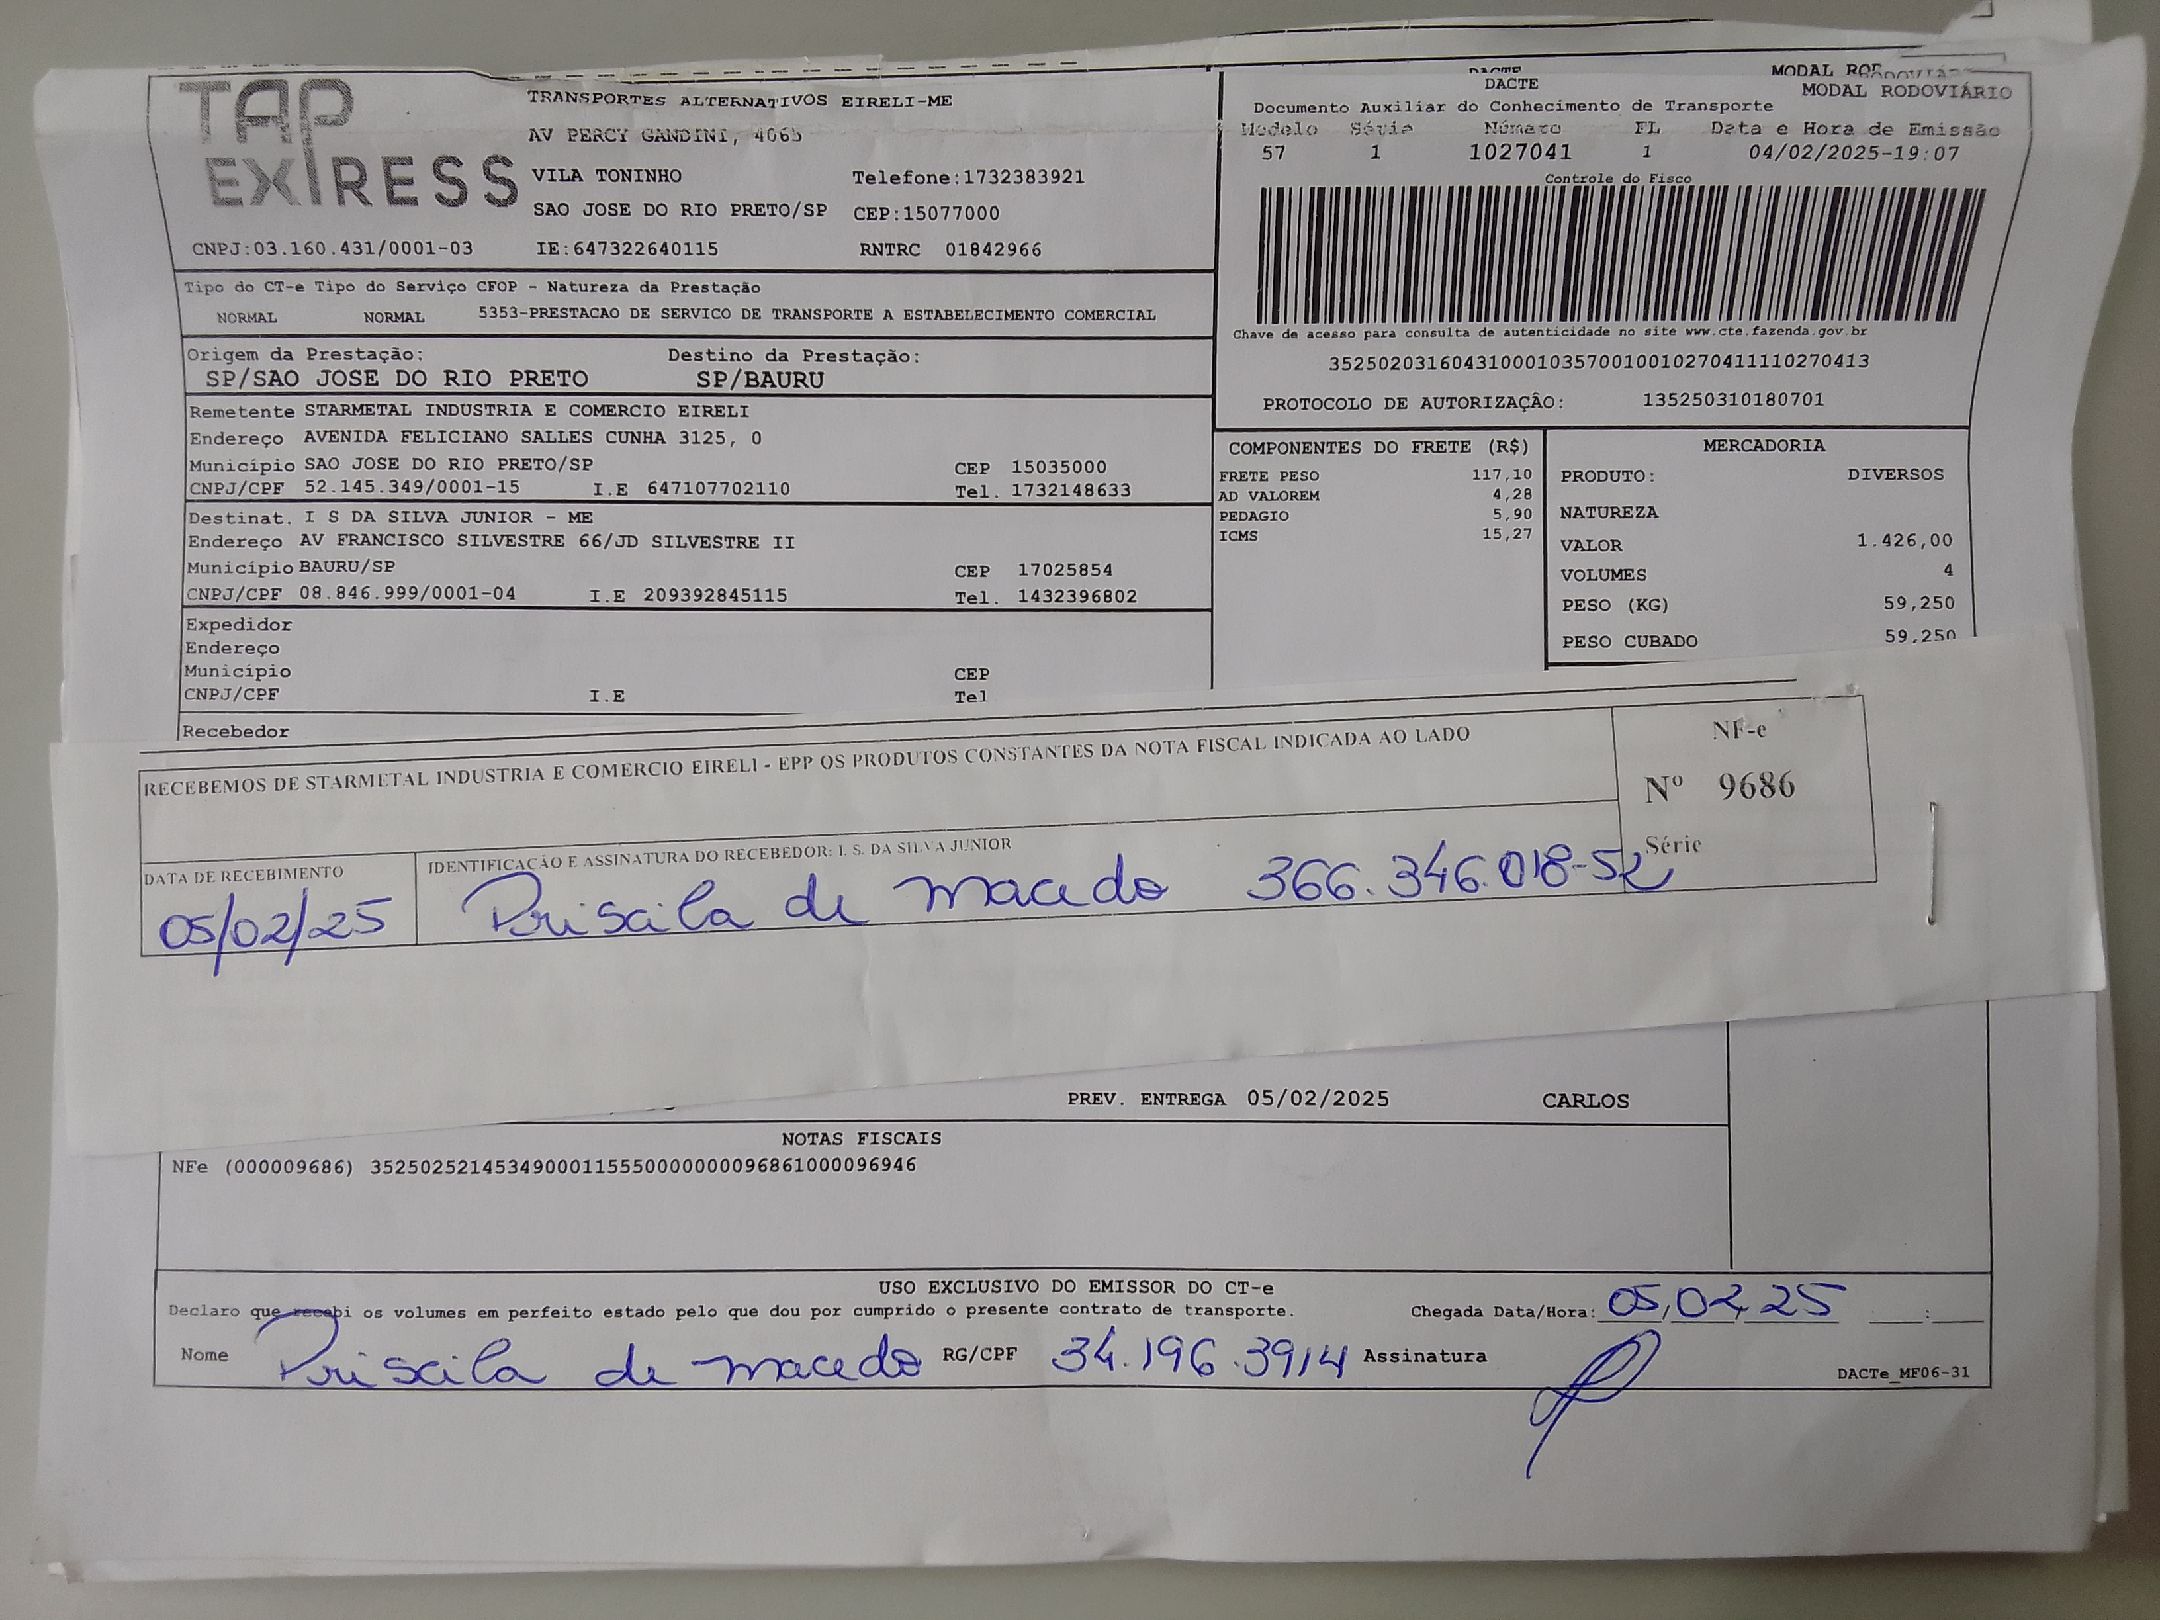 TAP
EXPRESS
TRANSPORTES ALTERNATIVOS EIRELI-ME
AV PERCY GANDINI, 4065
VILA TONINHO Telefone:1732383921
SAO JOSE DO RIO PRETO/SP CEP:15077000
CNPJ:03.160.431/0001-03 IE:647322640115 RNTRC 01842966
DACTE MODAL
DACTE MODAL RODOVIÁRIO
Documento Auxiliar do Conhecimento de Transporte
Modelo Série Número FL Data e Hora de Emissão
57 1 1027041 1 04/02/2025-19:07
Controle do Fisco
Chave de acesso para consulta de autenticidade no site www.cte.fazenda.gov.br
35250203160431000103570010010270411110270413
PROTOCOLO DE AUTORIZAÇÃO: 135250310180701
Tipo do CT-e Tipo do Serviço CFOP - Natureza da Prestação
NORMAL NORMAL 5353-PRESTACAO DE SERVICO DE TRANSPORTE A ESTABELECIMENTO COMERCIAL
Origem da Prestação: Destino da Prestação:
SP/SAO JOSE DO RIO PRETO SP/BAURU
Remetente STARMETAL INDUSTRIA E COMERCIO EIRELI
Endereço AVENIDA FELICIANO SALLES CUNHA 3125, 0
Município SAO JOSE DO RIO PRETO/SP CEP 15035000
CNPJ/CPF 52.145.349/0001-15 I.E 647107702110 Tel. 1732148633
Destinat. I S DA SILVA JUNIOR - ME
Endereço AV FRANCISCO SILVESTRE 66/JD SILVESTRE II
Município BAURU/SP CEP 17025854
CNPJ/CPF 08.846.999/0001-04 I.E 209392845115 Tel. 1432396802
Expedidor
Endereço
Município CEP
CNPJ/CPF I.E Tel
Recebedor
COMPONENTES DO FRETE (R$)
FRETE PESO 117,10
AD VALOREM 4,28
PEDAGIO 5,90
ICMS 15,27
MERCADORIA
PRODUTO: DIVERSOS
NATUREZA
VALOR 1.426,00
VOLUMES 4
PESO (KG) 59,250
PESO CUBADO 59,250
RECEBEMOS DE STARMETAL INDUSTRIA E COMERCIO EIRELI - EPP OS PRODUTOS CONSTANTES DA NOTA FISCAL INDICADA AO LADO
NF-e
Nº 9686
Série
DATA DE RECEBIMENTO IDENTIFICAÇÃO E ASSINATURA DO RECEBEDOR: I. S. DA SILVA JUNIOR
05/02/25 Priscila de Macedo 366.346.018-52
PREV. ENTREGA 05/02/2025 CARLOS
NOTAS FISCAIS
NFe (000009686) 35250252145349000115550000000096861000096946
USO EXCLUSIVO DO EMISSOR DO CT-e
Declaro que recebi os volumes em perfeito estado pelo que dou por cumprido o presente contrato de transporte. Chegada Data/Hora: 05/02/25 :
Nome Priscila de Macedo RG/CPF 34.196.391/4 Assinatura
DACTe_MF06-31